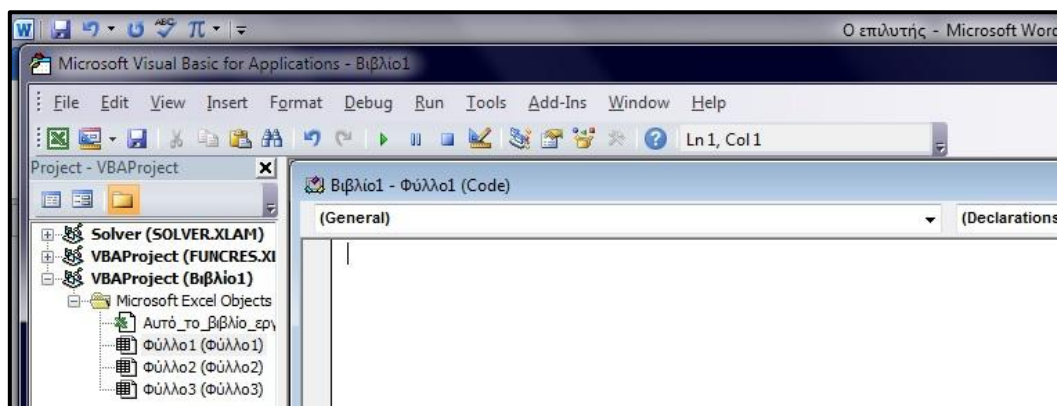 Ο επιλυτής - Microsoft Word
Microsoft Visual Basic for Applications - Βιβλίο1
File Edit View Insert Format Debug Run Tools Add-Ins Window Help
Ln 1, Col 1
Project - VBAProject
Βιβλίο1 - Φύλλο1 (Code)
(General)
(Declarations
Solver (SOLVER.XLAM)
VBAProject (FUNCRES.XL
VBAProject (Βιβλίο1)
Microsoft Excel Objects
Αυτό_το_βιβλίο_εργ
Φύλλο1 (Φύλλο1)
Φύλλο2 (Φύλλο2)
Φύλλο3 (Φύλλο3)